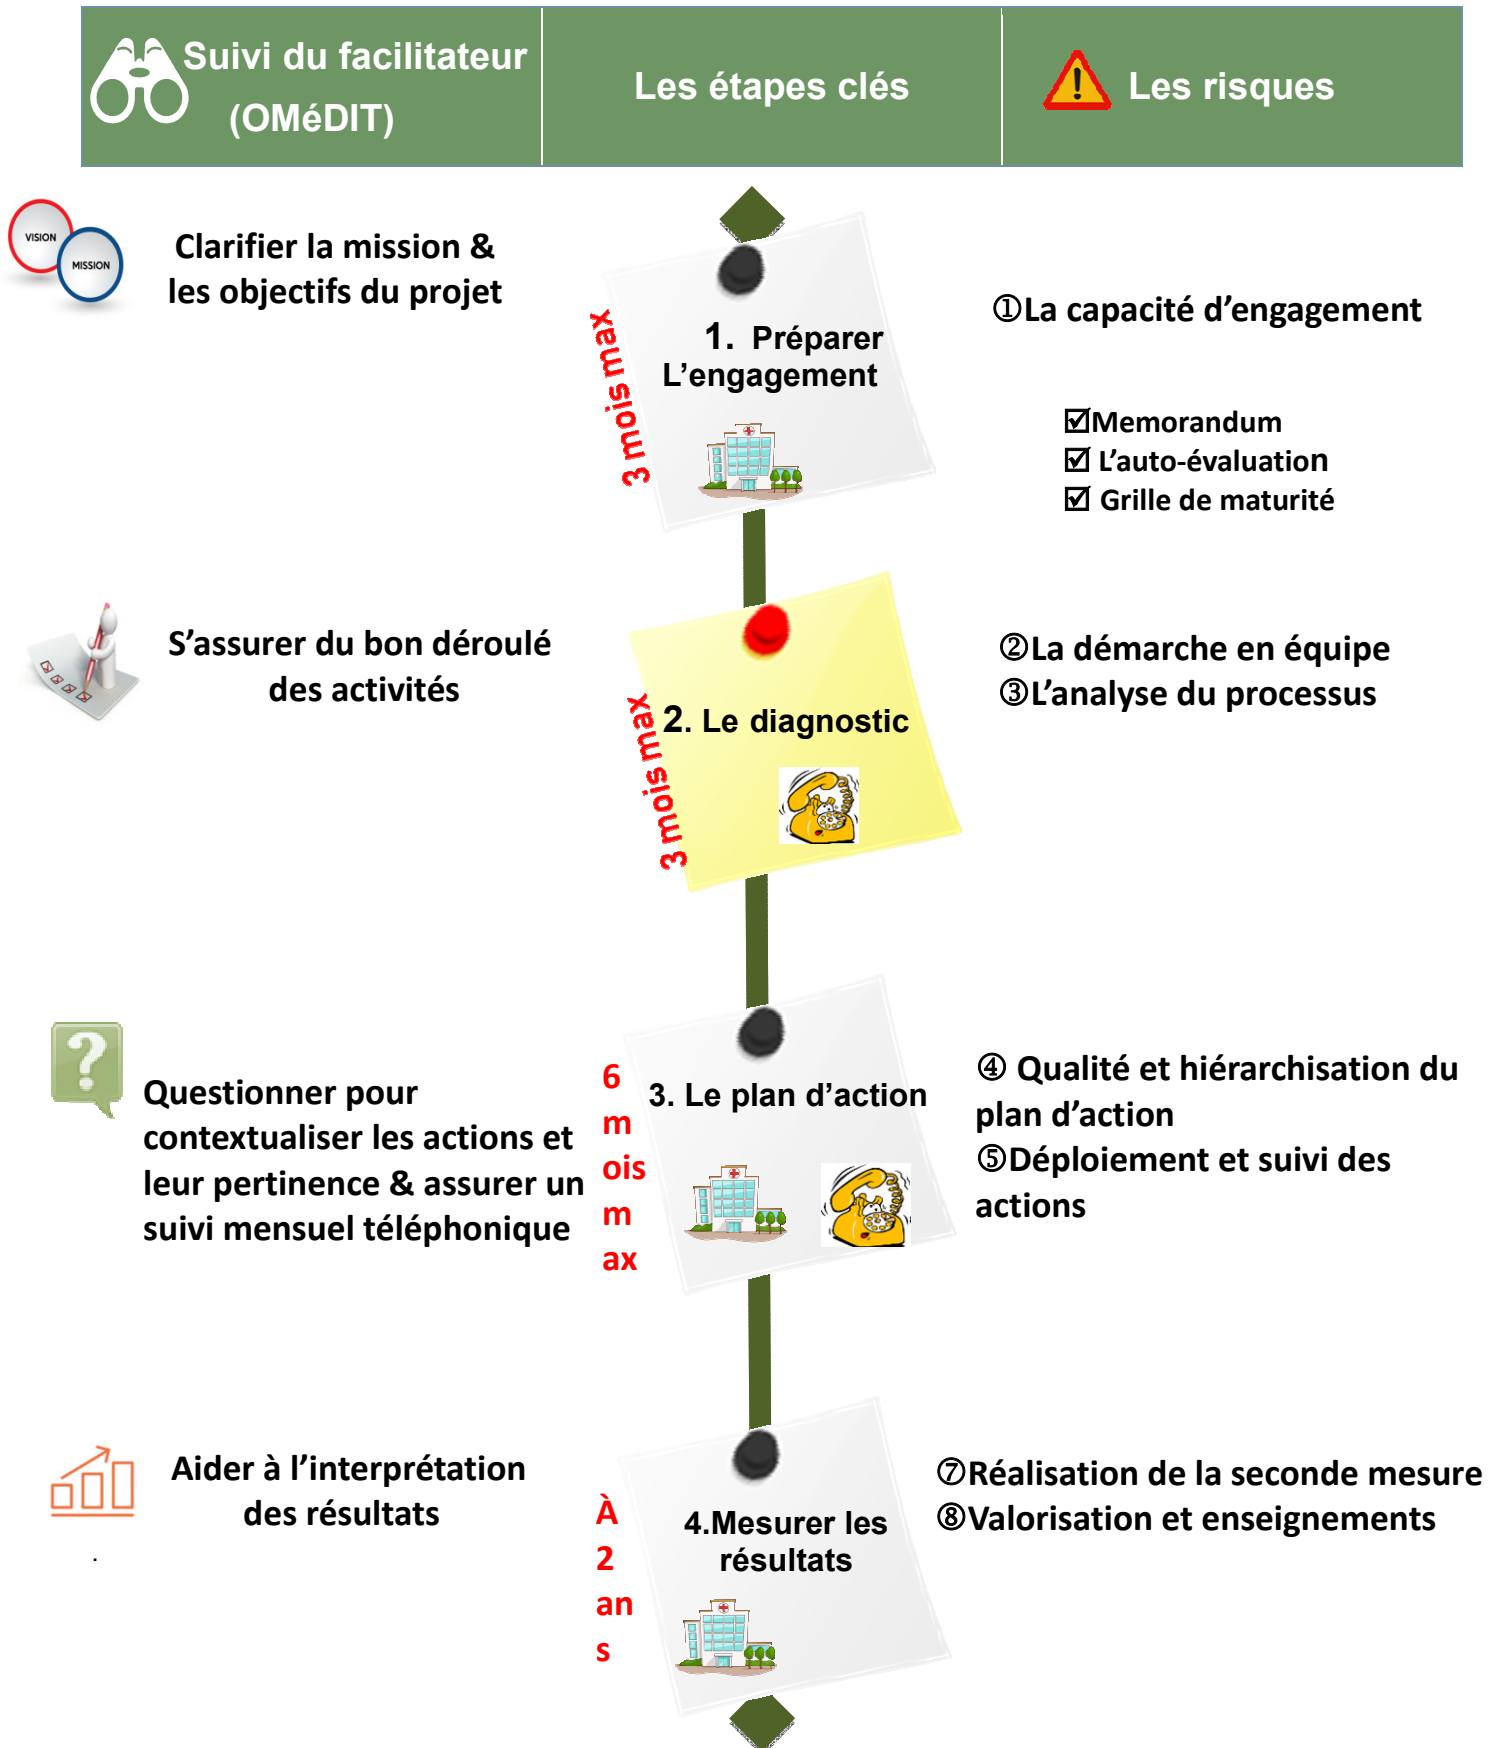 Suivi du facilitateur
(OMéDIT)
Les étapes clés
Les risques
VISION
MISSION
Clarifier la mission &
les objectifs du projet
3 mois max
1. Préparer
L’engagement
①La capacité d’engagement
☑Memorandum
☑ L’auto-évaluation
☑ Grille de maturité
S’assurer du bon déroulé
des activités
3 mois max
2. Le diagnostic
②La démarche en équipe
③L’analyse du processus
Questionner pour
contextualiser les actions et
leur pertinence & assurer un
suivi mensuel téléphonique
6
m
ois
m
ax
3. Le plan d’action
④ Qualité et hiérarchisation du
plan d’action
⑤Déploiement et suivi des
actions
Aider à l’interprétation
des résultats
.
À
2
an
s
4.Mesurer les
résultats
⑦Réalisation de la seconde mesure
⑧Valorisation et enseignements